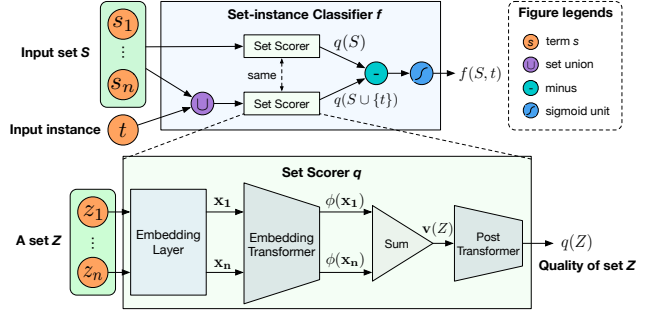 Set-instance Classifier f
Figure legends
Input set S
s₁
⋮
sₙ
Set Scorer
q(S)
same
∪
Set Scorer
q(S ∪ {t})
-
∫
f(S, t)
Input instance
t
s term s
∪ set union
- minus
∫ sigmoid unit
Set Scorer q
A set Z
z₁
⋮
zₙ
Embedding
Layer
x₁
xₙ
Embedding
Transformer
ϕ(x₁)
ϕ(xₙ)
Sum
v(Z)
Post
Transformer
q(Z)
Quality of set Z